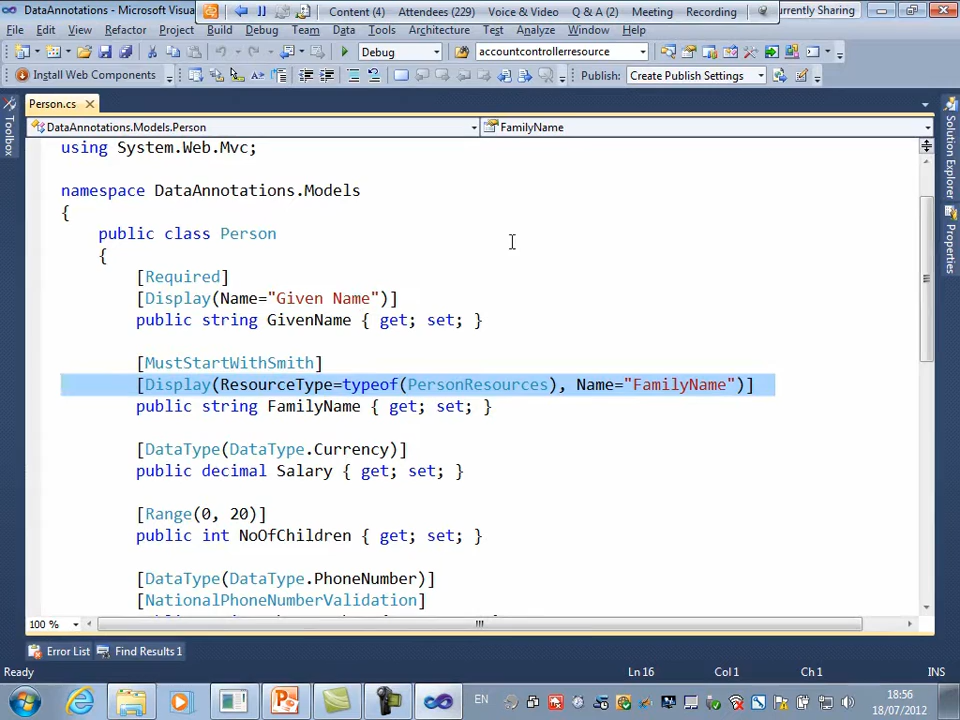 DataAnnotations - Microsoft Visua
Content (4) Attendees (229) Voice & Video Q & A (2) Meeting Recording
urrently Sharing
File Edit View Refactor Project Build Debug Team Data Tools Architecture Test Analyze Window Help
Debug accountcontrollerresource
Install Web Components Publish: Create Publish Settings
Person.cs
DataAnnotations.Models.Person FamilyName
Toolbox
Solution Explorer
Properties
using System.Web.Mvc;
namespace DataAnnotations.Models
{
public class Person
{
[Required]
[Display(Name="Given Name")]
public string GivenName { get; set; }
[MustStartWithSmith]
[Display(ResourceType=typeof(PersonResources), Name="FamilyName")]
public string FamilyName { get; set; }
[DataType(DataType.Currency)]
public decimal Salary { get; set; }
[Range(0, 20)]
public int NoOfChildren { get; set; }
[DataType(DataType.PhoneNumber)]
[NationalPhoneNumberValidation]
100 %
Error List Find Results 1
Ready Ln 16 Col 1 Ch 1 INS
EN
18:56
18/07/2012